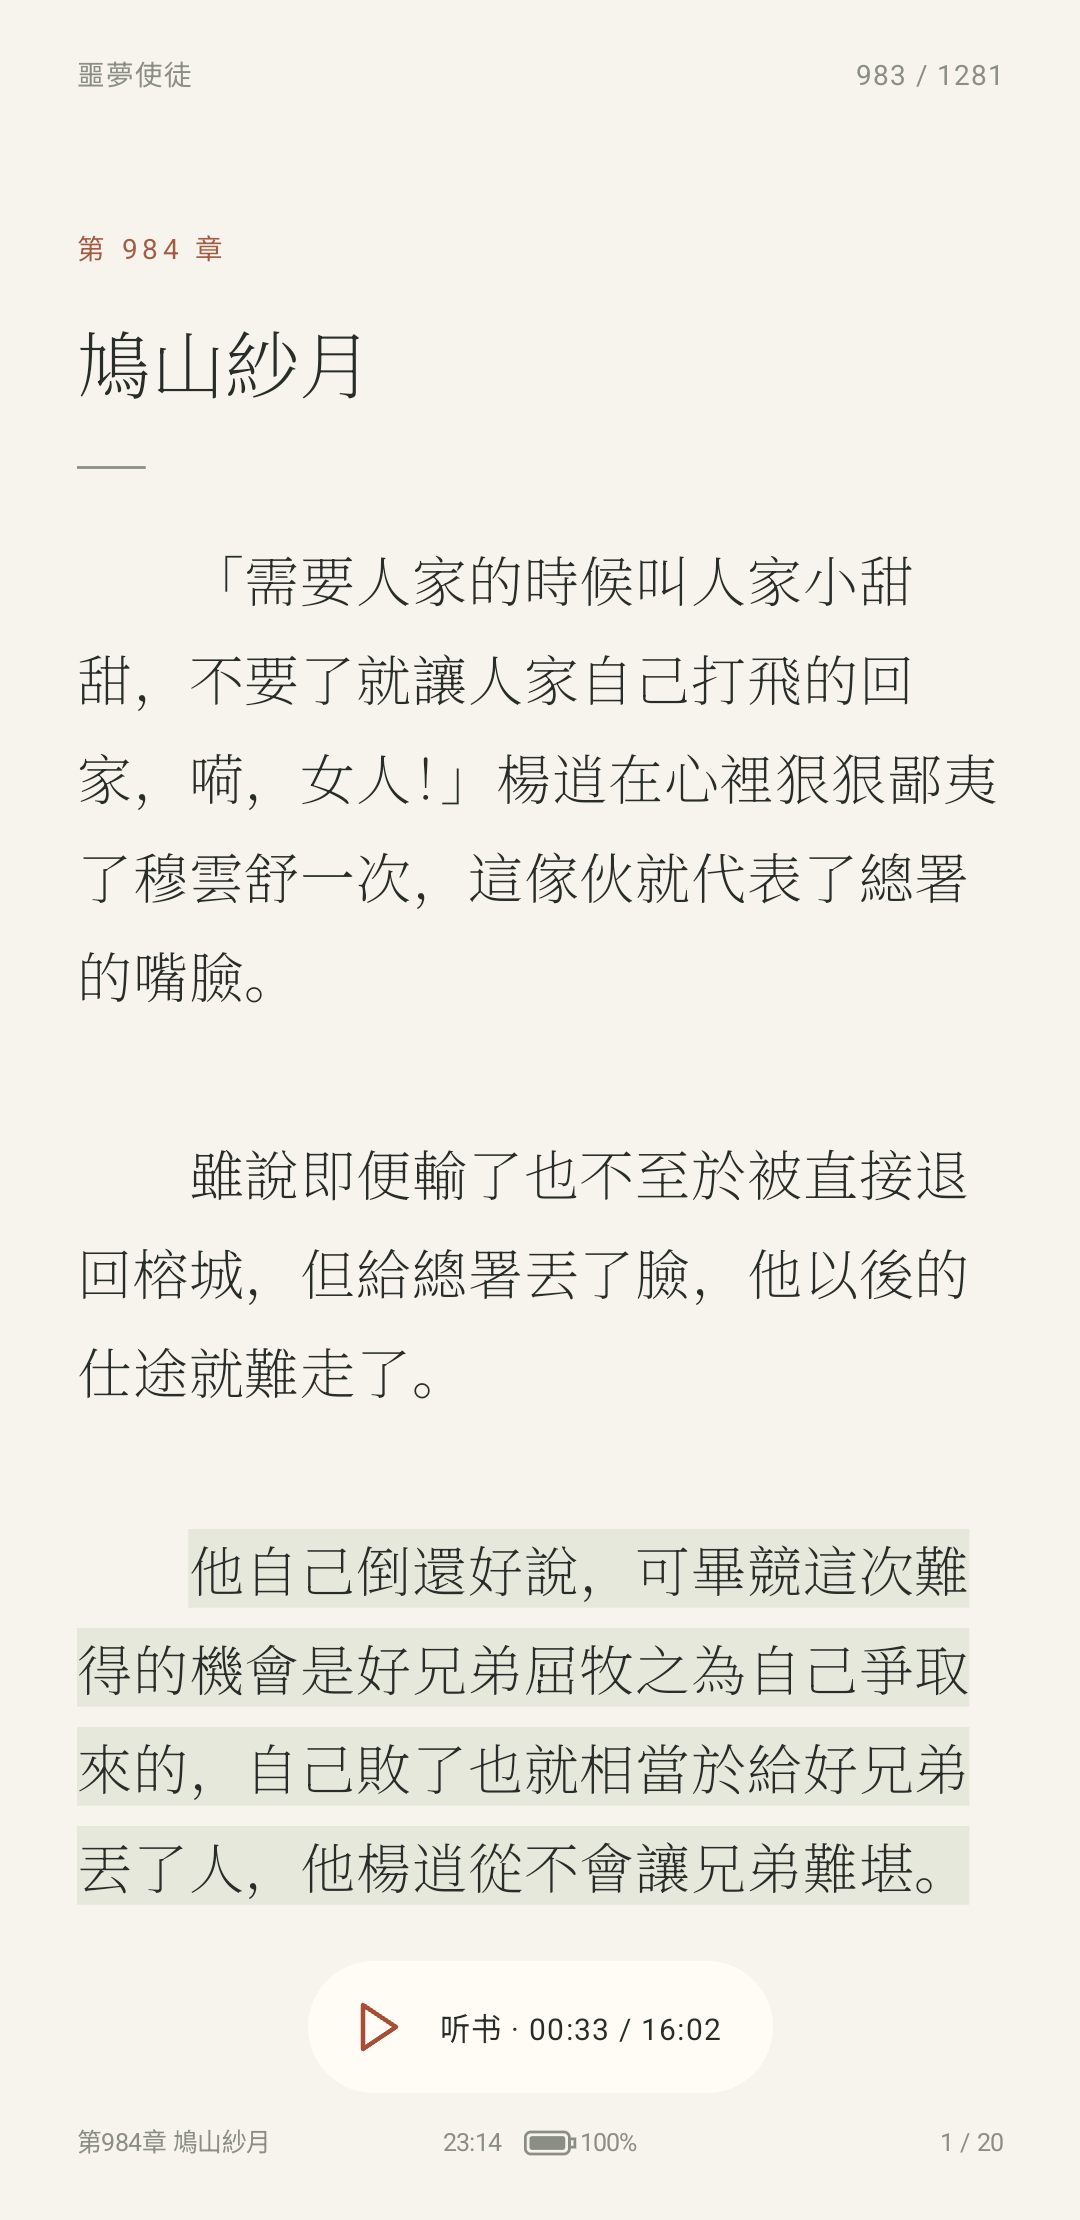 噩夢使徒
983 / 1281
第 984 章
鳩山紗月
「需要人家的時候叫人家小甜
甜，不要了就讓人家自己打飛的回
家，嗬，女人！」楊逍在心裡狠狠鄙夷
了穆雲舒一次，這傢伙就代表了總署
的嘴臉。
雖說即便輸了也不至於被直接退
回榕城，但給總署丟了臉，他以後的
仕途就難走了。
他自己倒還好說，可畢競這次難
得的機會是好兄弟屈牧之為自己爭取
來的，自己敗了也就相當於給好兄弟
丟了人，他楊逍從不會讓兄弟難堪。
听书 · 00:33 / 16:02
第984章 鳩山紗月
23:14
100%
1 / 20